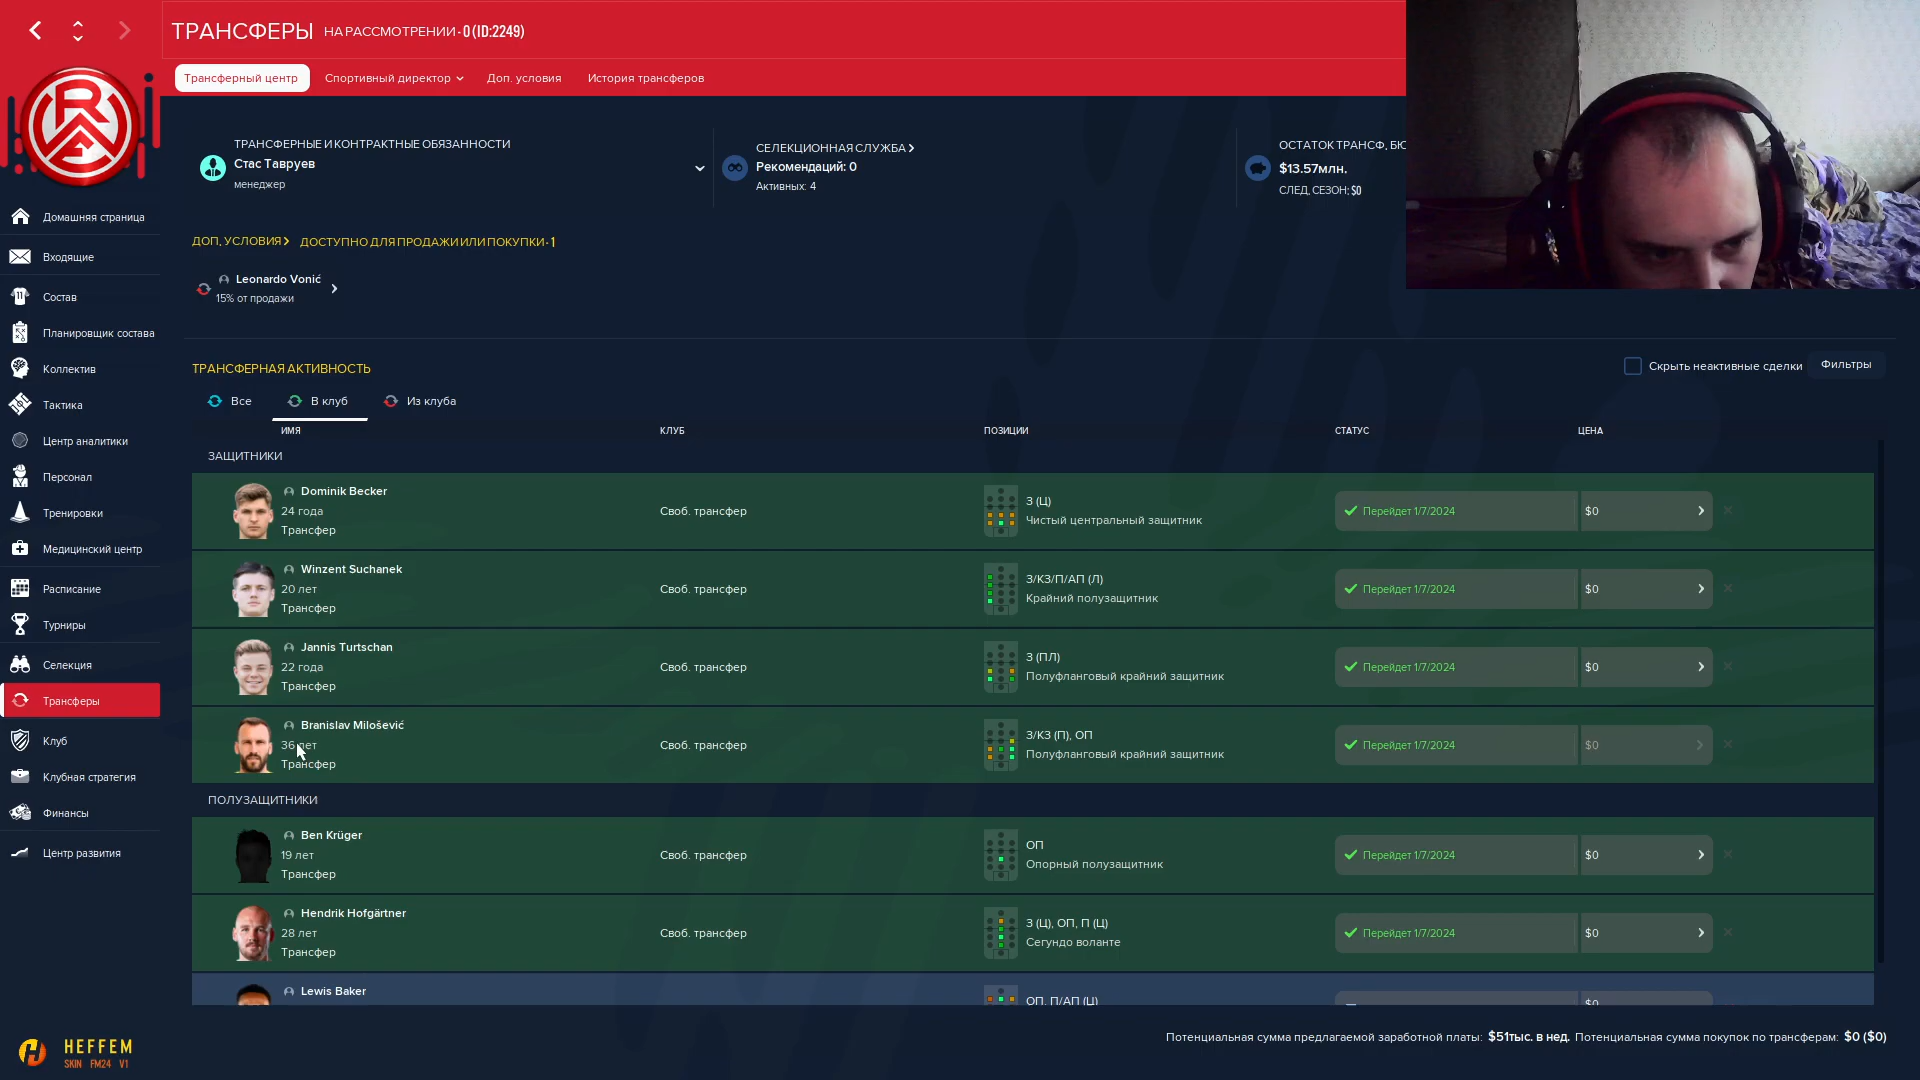 ТРАНСФЕРЫ НА РАССМОТРЕНИИ - 0 (ID:2249)
Трансферный центр
Спортивный директор
Доп. условия
История трансферов
ТРАНСФЕРНЫЕ И КОНТРАКТНЫЕ ОБЯЗАННОСТИ
Стас Тавруев
менеджер
СЕЛЕКЦИОННАЯ СЛУЖБА
Рекомендаций: 0
Активных: 4
ОСТАТОК ТРАНСФ, БЮ
$13.57млн.
СЛЕД, СЕЗОН; $0
Домашняя страница
Входящие
Состав
Планировщик состава
Коллектив
Тактика
Центр аналитики
Персонал
Тренировки
Медицинский центр
Расписание
Турниры
Селекция
Трансферы
Клуб
Клубная стратегия
Финансы
Центр развития
HEFFEM
SKIN FM24 V1
ДОП, УСЛОВИЯ
ДОСТУПНО ДЛЯ ПРОДАЖИ ИЛИ ПОКУПКИ - 1
Leonardo Vonić
15% от продажи
ТРАНСФЕРНАЯ АКТИВНОСТЬ
Скрыть неактивные сделки
Фильтры
Все
В клуб
Из клуба
ИМЯ КЛУБ ПОЗИЦИИ СТАТУС ЦЕНА
ЗАЩИТНИКИ
Dominik Becker
24 года
Трансфер
Своб. трансфер
З (Ц)
Чистый центральный защитник
Перейдет 1/7/2024
$0
Winzent Suchanek
20 лет
Трансфер
Своб. трансфер
З/КЗ/П/АП (Л)
Крайний полузащитник
Перейдет 1/7/2024
$0
Jannis Turtschan
22 года
Трансфер
Своб. трансфер
З (ПЛ)
Полуфланговый крайний защитник
Перейдет 1/7/2024
$0
Branislav Milošević
36 лет
Трансфер
Своб. трансфер
З/КЗ (П), ОП
Полуфланговый крайний защитник
Перейдет 1/7/2024
$0
ПОЛУЗАЩИТНИКИ
Ben Krüger
19 лет
Трансфер
Своб. трансфер
ОП
Опорный полузащитник
Перейдет 1/7/2024
$0
Hendrik Hofgärtner
28 лет
Трансфер
Своб. трансфер
З (Ц), ОП, П (Ц)
Сегундо воланте
Перейдет 1/7/2024
$0
Lewis Baker
ОП, П/АП (Ц)
$0
Потенциальная сумма предлагаемой заработной платы: $51тыс. в нед. Потенциальная сумма покупок по трансферам: $0 ($0)